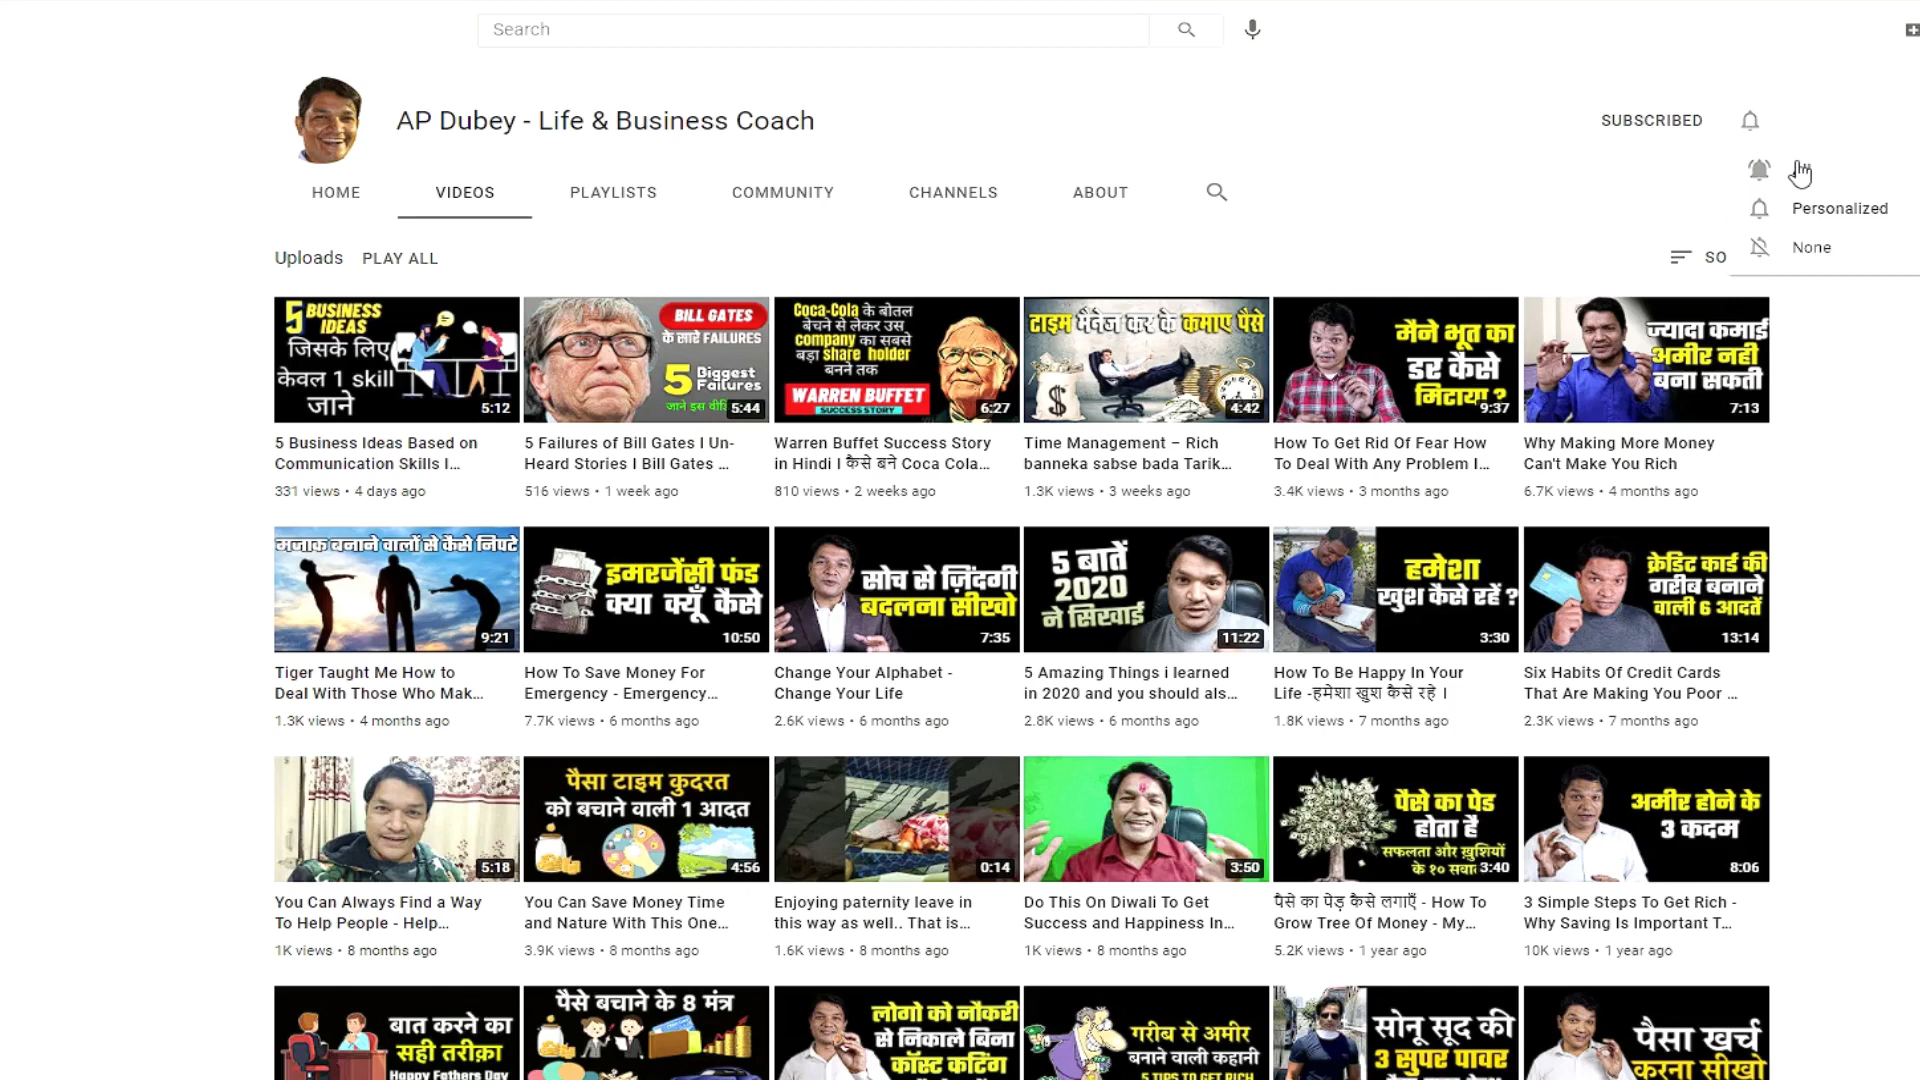 Search
AP Dubey - Life & Business Coach
SUBSCRIBED
HOME
VIDEOS
PLAYLISTS
COMMUNITY
CHANNELS
ABOUT
Personalized
None
Uploads
PLAY ALL
SO
5 BUSINESS
IDEAS
जिसके लिए
केवल 1 skill
जाने
5:12
BILL GATES
के सारे FAILURES
5 Biggest
Failures
जाने इस वी
5:44
Coca-Cola के बोतल
बेचने से लेकर उस
company का सबसे
बड़ा share holder
बनने तक
WARREN BUFFET
SUCCESS STORY
6:27
टाइम मैनेज कर के कमाए पैसे
4:42
मैने भूत का
डर कैसे
मिटाया ?
9:37
ज्यादा कमाई
अमीर नही
बना सकती
7:13
5 Business Ideas Based on
Communication Skills I...
331 views • 4 days ago
5 Failures of Bill Gates I Un-
Heard Stories I Bill Gates ...
516 views • 1 week ago
Warren Buffet Success Story
in Hindi I कैसे बने Coca Cola...
810 views • 2 weeks ago
Time Management – Rich
banneka sabse bada Tarik...
1.3K views • 3 weeks ago
How To Get Rid Of Fear How
To Deal With Any Problem I...
3.4K views • 3 months ago
Why Making More Money
Can't Make You Rich
6.7K views • 4 months ago
मजाक बनाने वालों से कैसे निपटे
9:21
इमरजेंसी फंड
क्या क्यूँ कैसे
10:50
सोच से ज़िंदगी
बदलना सीखो
7:35
5 बातें
2020
ने सिखाई
11:22
हमेशा
खुश कैसे रहें ?
3:30
क्रेडिट कार्ड की
गरीब बनाने
वाली 6 आदतें
13:14
Tiger Taught Me How to
Deal With Those Who Mak...
1.3K views • 4 months ago
How To Save Money For
Emergency - Emergency...
7.7K views • 6 months ago
Change Your Alphabet -
Change Your Life
2.6K views • 6 months ago
5 Amazing Things i learned
in 2020 and you should als...
2.8K views • 6 months ago
How To Be Happy In Your
Life -हमेशा खुश कैसे रहे ।
1.8K views • 7 months ago
Six Habits Of Credit Cards
That Are Making You Poor ...
2.3K views • 7 months ago
5:18
पैसा टाइम कुदरत
को बचाने वाली 1 आदत
4:56
0:14
3:50
पैसे का पेड
होता है
सफलता और खुशियों
के १० सवा
3:40
अमीर होने के
3 कदम
8:06
You Can Always Find a Way
To Help People - Help...
1K views • 8 months ago
You Can Save Money Time
and Nature With This One...
3.9K views • 8 months ago
Enjoying paternity leave in
this way as well.. That is...
1.6K views • 8 months ago
Do This On Diwali To Get
Success and Happiness In...
1K views • 8 months ago
पैसे का पेड़ कैसे लगाएँ - How To
Grow Tree Of Money - My...
5.2K views • 1 year ago
3 Simple Steps To Get Rich -
Why Saving Is Important T...
10K views • 1 year ago
बात करने का
सही तरीक़ा
Happy Fathers Day
पैसे बचाने के 8 मंत्र
लोगो को नौकरी
से निकाले बिना
कॉस्ट कटिंग
गरीब से अमीर
बनाने वाली कहानी
5 TIPS TO GET RICH
सोनू सूद की
3 सुपर पावर
पैसा खर्च
करना सीखो